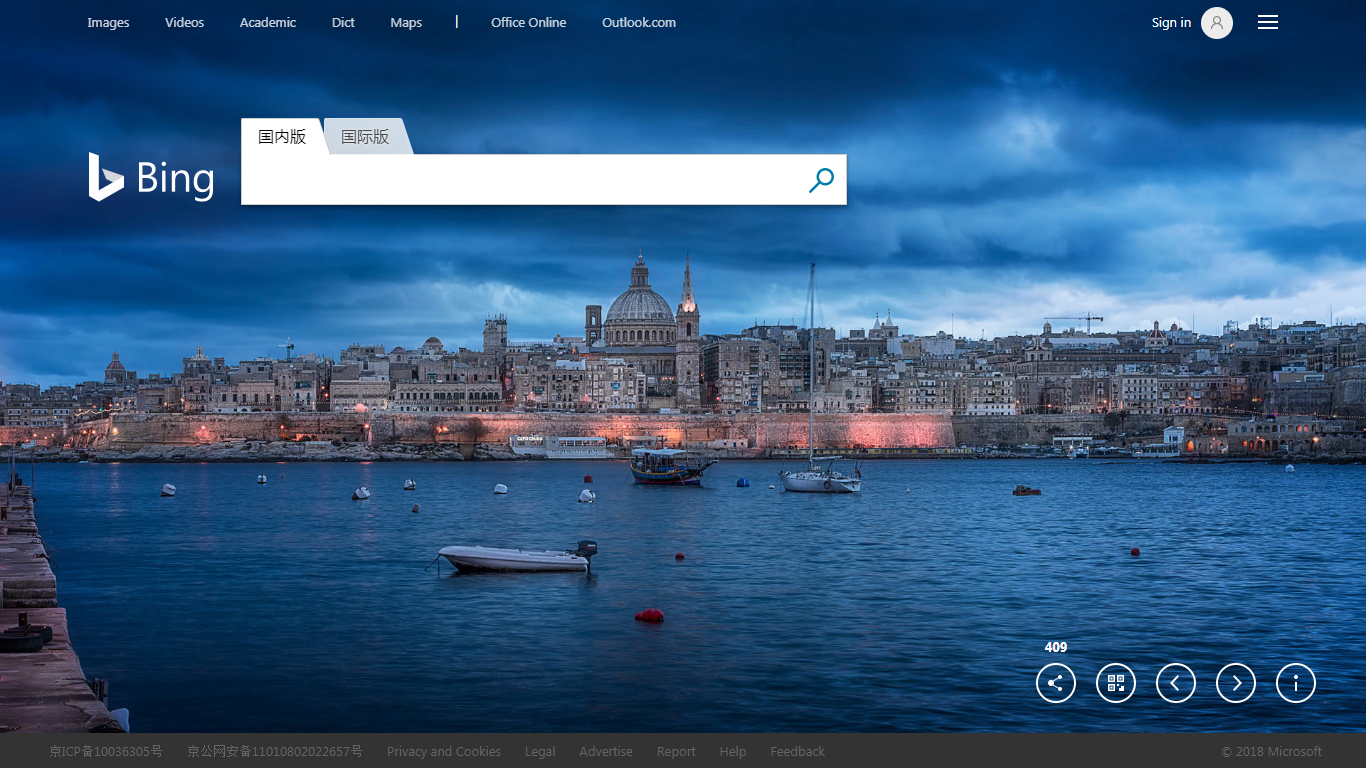 Images Videos Academic Dict Maps | Office Online Outlook.com Sign in
国内版 国际版
Bing
409
京ICP备10036305号 京公网安备11010802022657号 Privacy and Cookies Legal Advertise Report Help Feedback © 2018 Microsoft